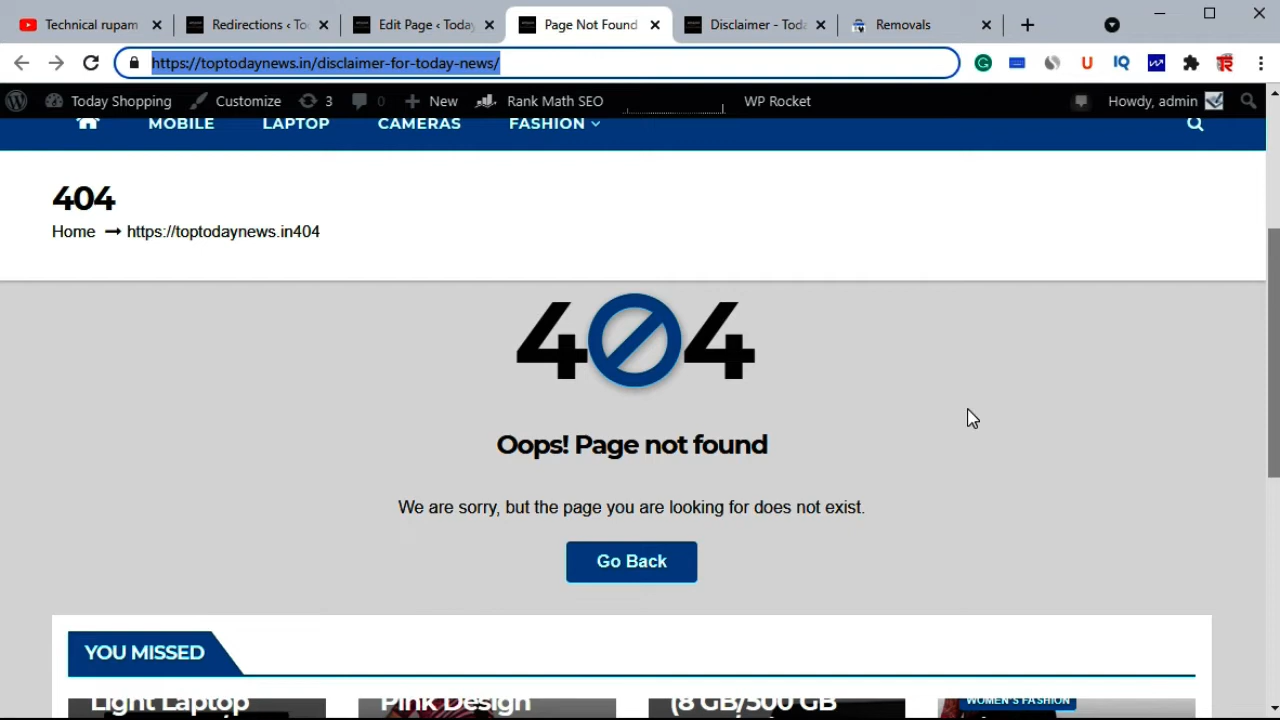 Technical rupam
Redirections ‹ Too
Edit Page ‹ Today
Page Not Found
Disclaimer - Toda
Removals
https://toptodaynews.in/disclaimer-for-today-news/
Today Shopping Customize 3 0 New Rank Math SEO WP Rocket Howdy, admin
MOBILE LAPTOP CAMERAS FASHION
404
Home → https://toptodaynews.in404
404
Oops! Page not found
We are sorry, but the page you are looking for does not exist.
Go Back
YOU MISSED
Light Laptop
Pink Design
(8 GB/500 GB
WOMEN'S FASHION